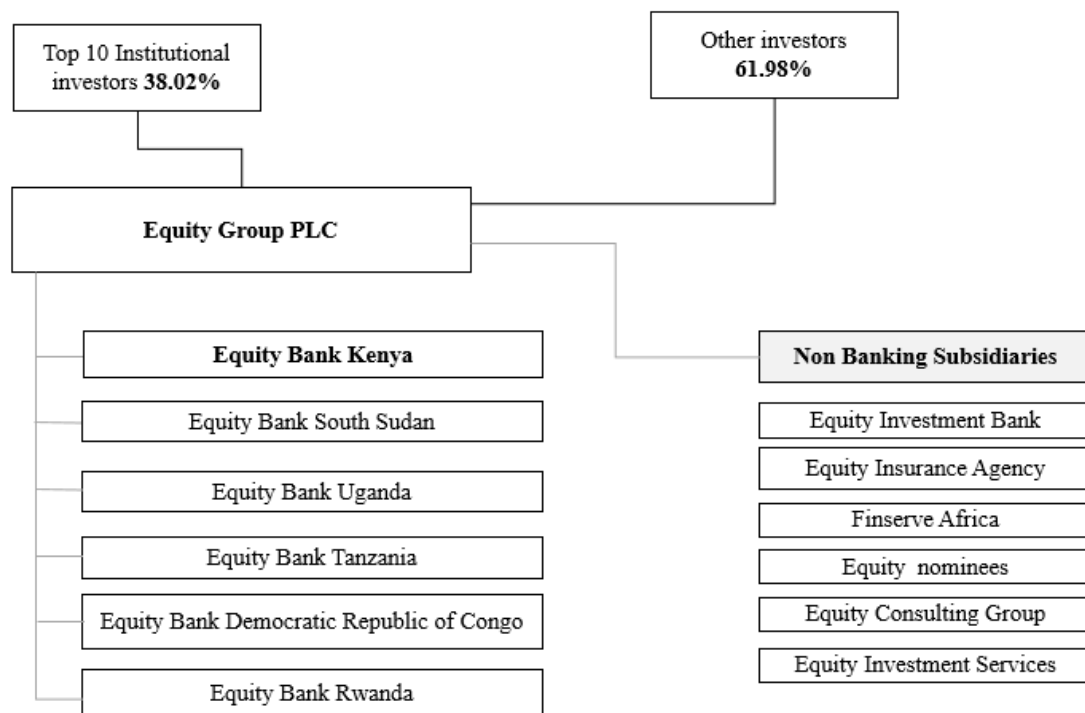 Top 10 Institutional
investors 38.02%
Other investors
61.98%
Equity Group PLC
Equity Bank Kenya
Equity Bank South Sudan
Equity Bank Uganda
Equity Bank Tanzania
Equity Bank Democratic Republic of Congo
Equity Bank Rwanda
Non Banking Subsidiaries
Equity Investment Bank
Equity Insurance Agency
Finserve Africa
Equity nominees
Equity Consulting Group
Equity Investment Services